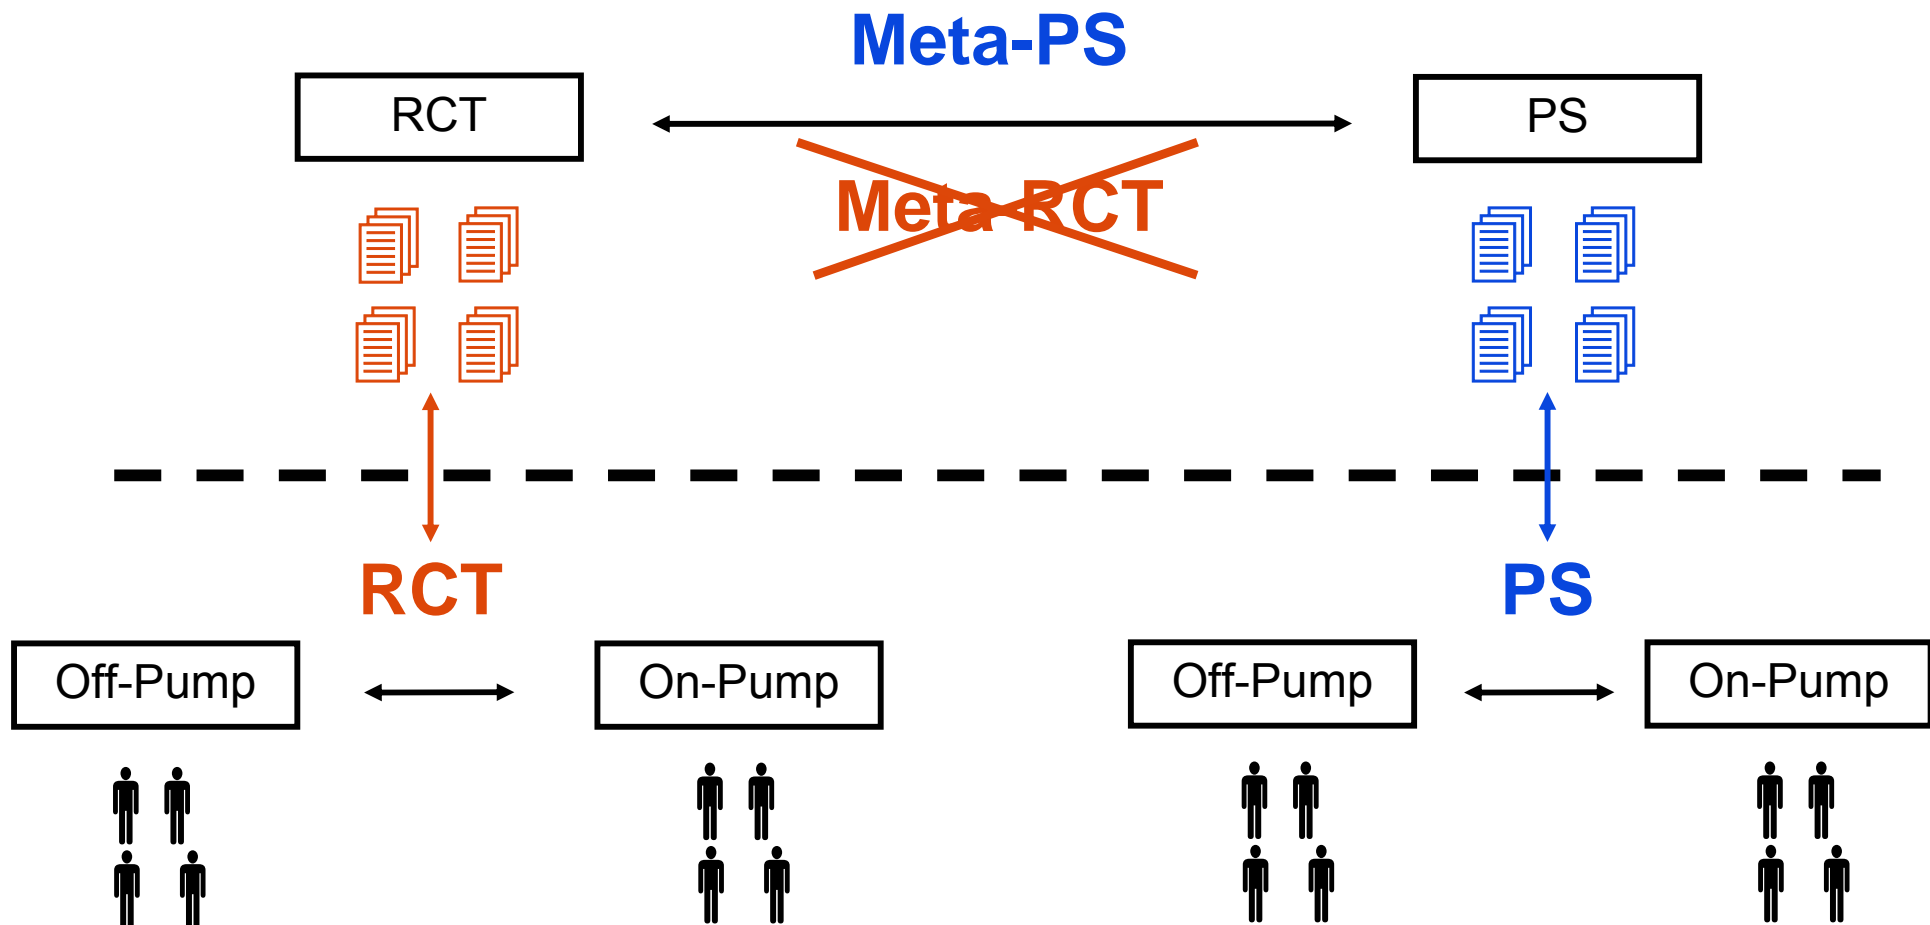 Meta-PS
RCT
PS
Meta-RCT
RCT
PS
Off-Pump
On-Pump
Off-Pump
On-Pump